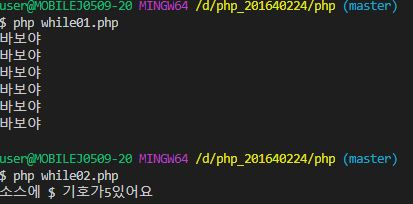 user@MOBILEJ0509-20 MINGW64 /d/php_201640224/php (master)
$ php while01.php
바보야
바보야
바보야
바보야
바보야
바보야
user@MOBILEJ0509-20 MINGW64 /d/php_201640224/php (master)
$ php while02.php
소스에 $ 기호가5있어요